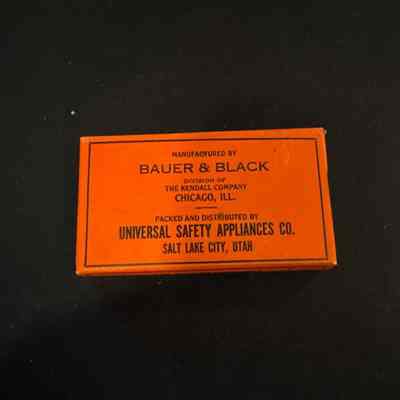 MANUFACTURED BY
BAUER & BLACK
DIVISION OF
THE KENDALL COMPANY
CHICAGO, ILL.
PACKED AND DISTRIBUTED BY
UNIVERSAL SAFETY APPLIANCES CO.
SALT LAKE CITY, UTAH